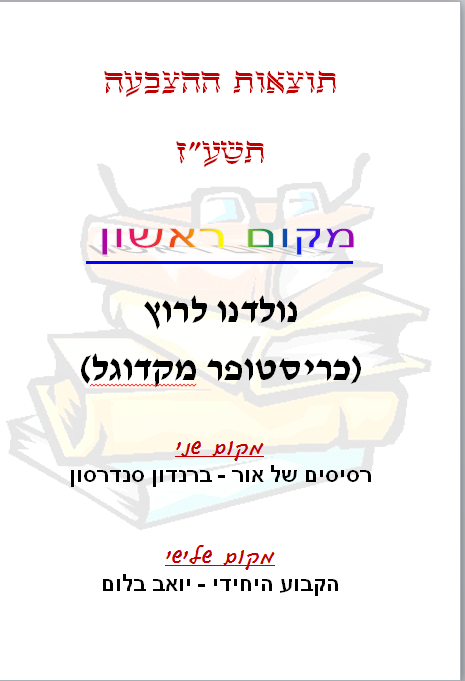 תוצאות ההצבעה
תשע"ז
מקום ראשון
נולדנו לרוץ
(כריסטופר מקדוגל)
מקום שני
רסיסים של אור - ברנדון סנדרסון
מקום שלישי
הקבוע היחידי - יואב בלום